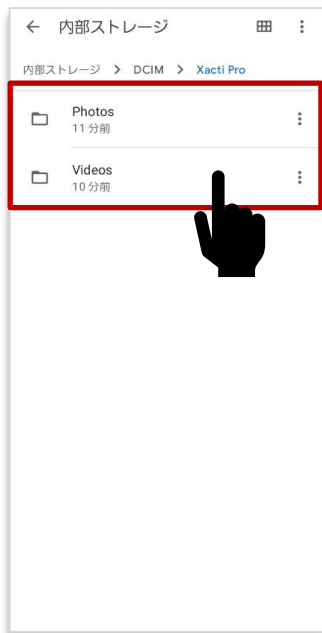 内部ストレージ
内部ストレージ > DCIM > Xacti Pro
Photos
11 分前
Videos
10 分前